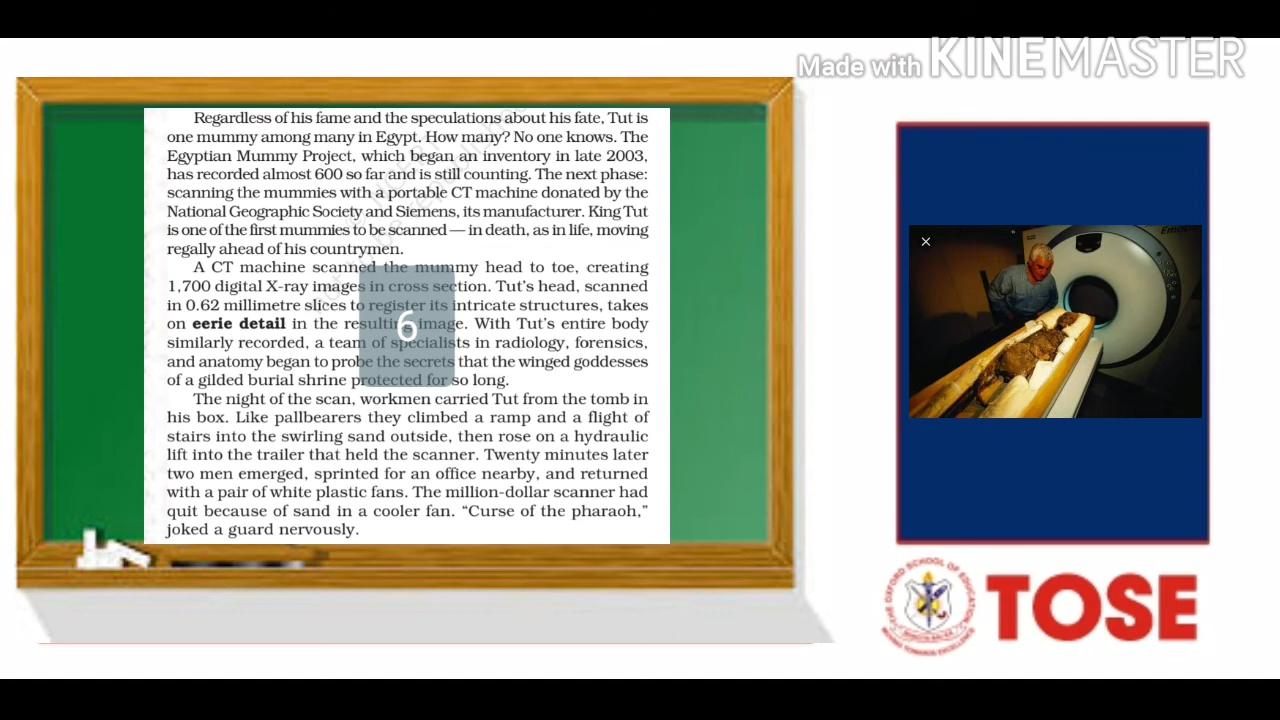 Made with KINEMASTER
Regardless of his fame and the speculations about his fate, Tut is
one mummy among many in Egypt. How many? No one knows. The
Egyptian Mummy Project, which began an inventory in late 2003,
has recorded almost 600 so far and is still counting. The next phase:
scanning the mummies with a portable CT machine donated by the
National Geographic Society and Siemens, its manufacturer. King Tut
is one of the first mummies to be scanned — in death, as in life, moving
regally ahead of his countrymen.
A CT machine scanned the mummy head to toe, creating
1,700 digital X-ray images in cross section. Tut's head, scanned
in 0.62 millimetre slices to register its intricate structures, takes
on eerie detail in the resulting image. With Tut's entire body
similarly recorded, a team of specialists in radiology, forensics,
and anatomy began to probe the secrets that the winged goddesses
of a gilded burial shrine protected for so long.
The night of the scan, workmen carried Tut from the tomb in
his box. Like pallbearers they climbed a ramp and a flight of
stairs into the swirling sand outside, then rose on a hydraulic
lift into the trailer that held the scanner. Twenty minutes later
two men emerged, sprinted for an office nearby, and returned
with a pair of white plastic fans. The million-dollar scanner had
quit because of sand in a cooler fan. “Curse of the pharaoh,”
joked a guard nervously.
6
THE OXFORD SCHOOL OF EDUCATION
TOSE